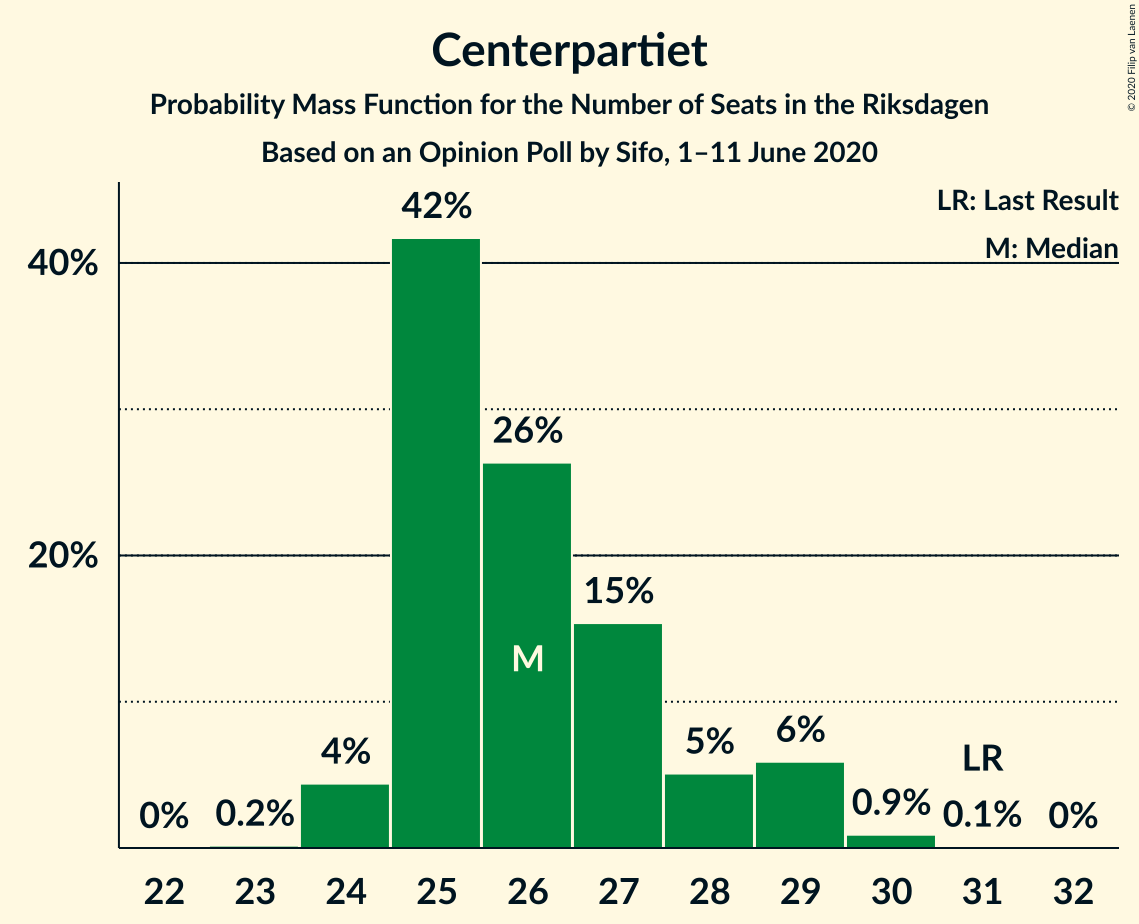 © 2020 Filip van Laenen
Centerpartiet
Probability Mass Function for the Number of Seats in the Riksdagen
Based on an Opinion Poll by Sifo, 1–11 June 2020
LR: Last Result
M: Median
42%
40%
26%
20%
15%
M
6%
5%
4%
LR
0.9%
0%
0.2%
0.1%
0%
22 23 24 25 26 27 28 29 30 31 32